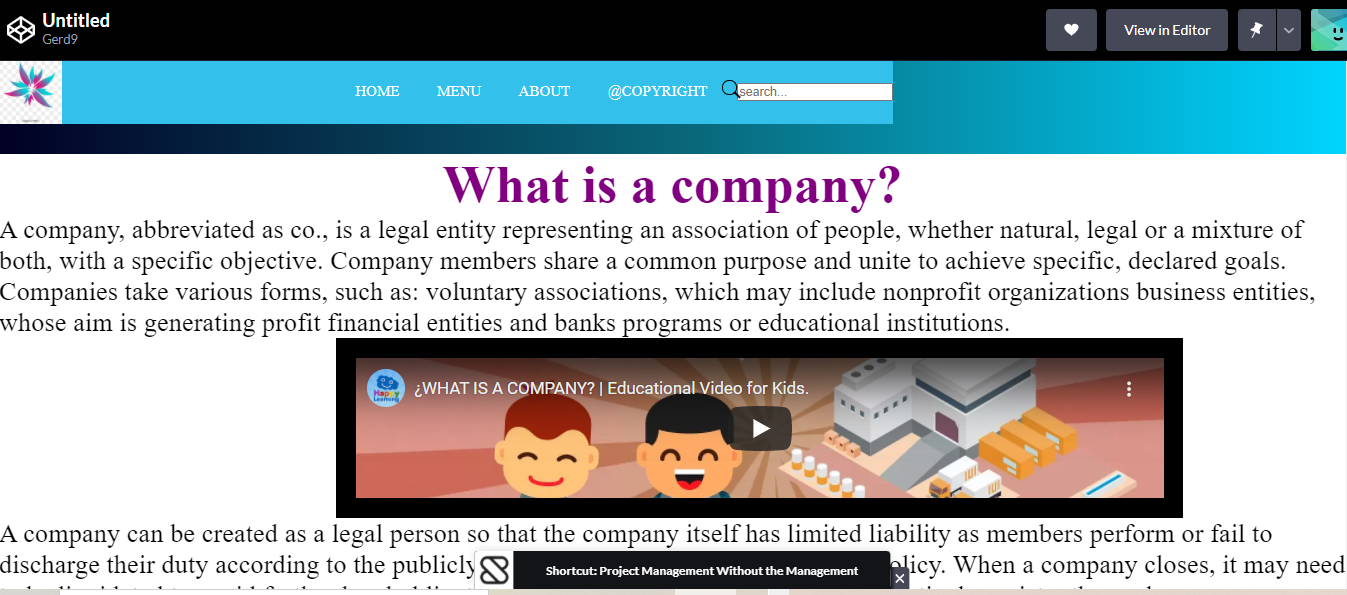 Untitled
Gerd9
View in Editor
HOME MENU ABOUT @COPYRIGHT search...
What is a company?
A company, abbreviated as co., is a legal entity representing an association of people, whether natural, legal or a mixture of
both, with a specific objective. Company members share a common purpose and unite to achieve specific, declared goals.
Companies take various forms, such as: voluntary associations, which may include nonprofit organizations business entities,
whose aim is generating profit financial entities and banks programs or educational institutions.
Happy
Learning
¿WHAT IS A COMPANY? | Educational Video for Kids.
A company can be created as a legal person so that the company itself has limited liability as members perform or fail to
discharge their duty according to the publicly olicy. When a company closes, it may need
Shortcut: Project Management Without the Management